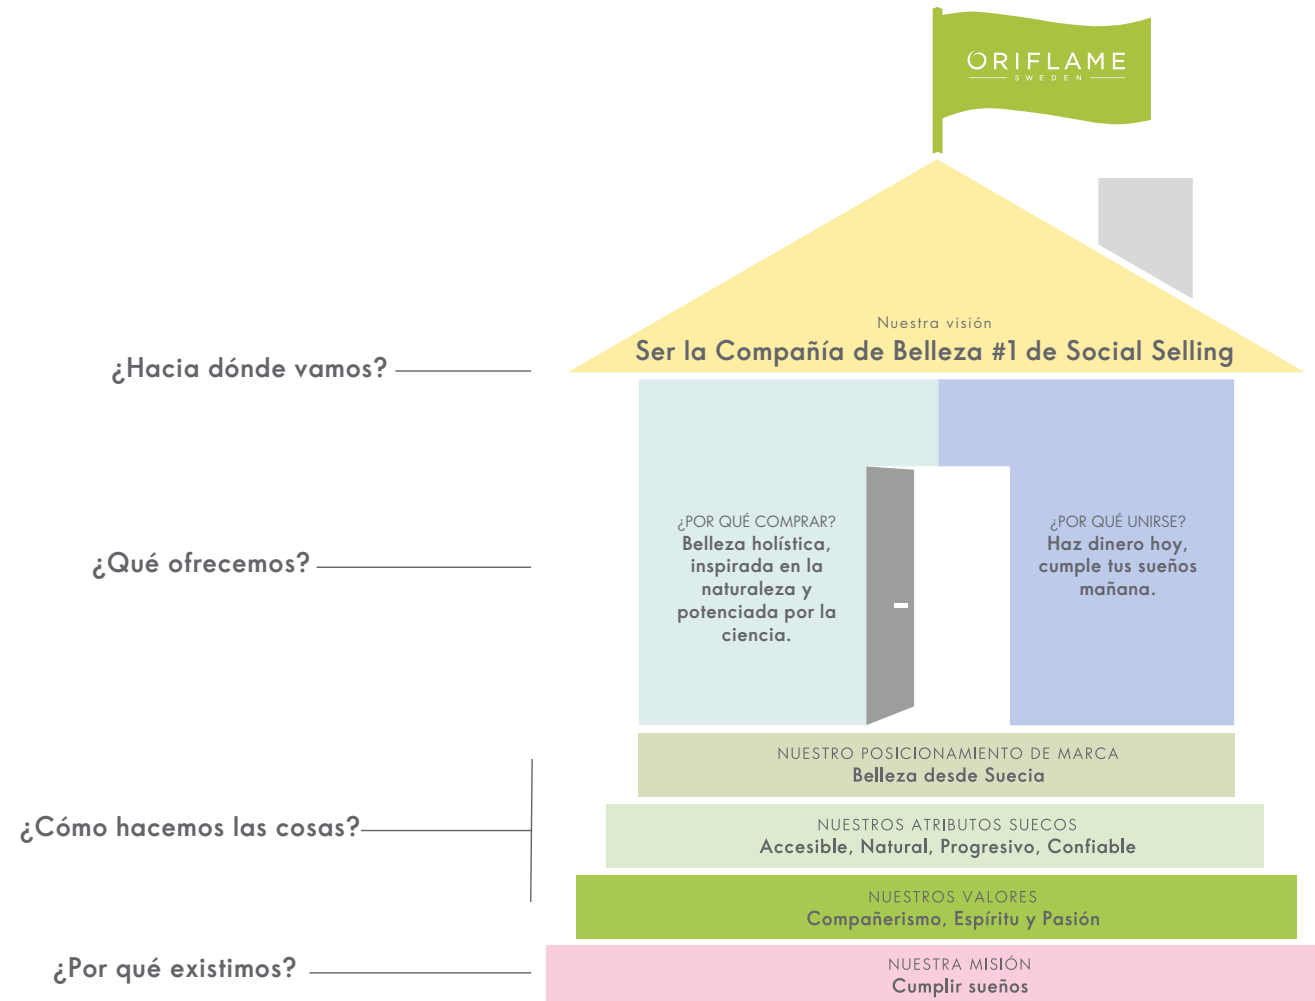 ORIFLAME
SWEDEN
Nuestra visión
Ser la Compañía de Belleza #1 de Social Selling
¿Hacia dónde vamos?
¿Qué ofrecemos?
¿POR QUÉ COMPRAR?
Belleza holística,
inspirada en la
naturaleza y
potenciada por la
ciencia.
¿POR QUÉ UNIRSE?
Haz dinero hoy,
cumple tus sueños
mañana.
¿Cómo hacemos las cosas?
NUESTRO POSICIONAMIENTO DE MARCA
Belleza desde Suecia
NUESTROS ATRIBUTOS SUECOS
Accesible, Natural, Progresivo, Confiable
NUESTROS VALORES
Compañerismo, Espíritu y Pasión
¿Por qué existimos?
NUESTRA MISIÓN
Cumplir sueños